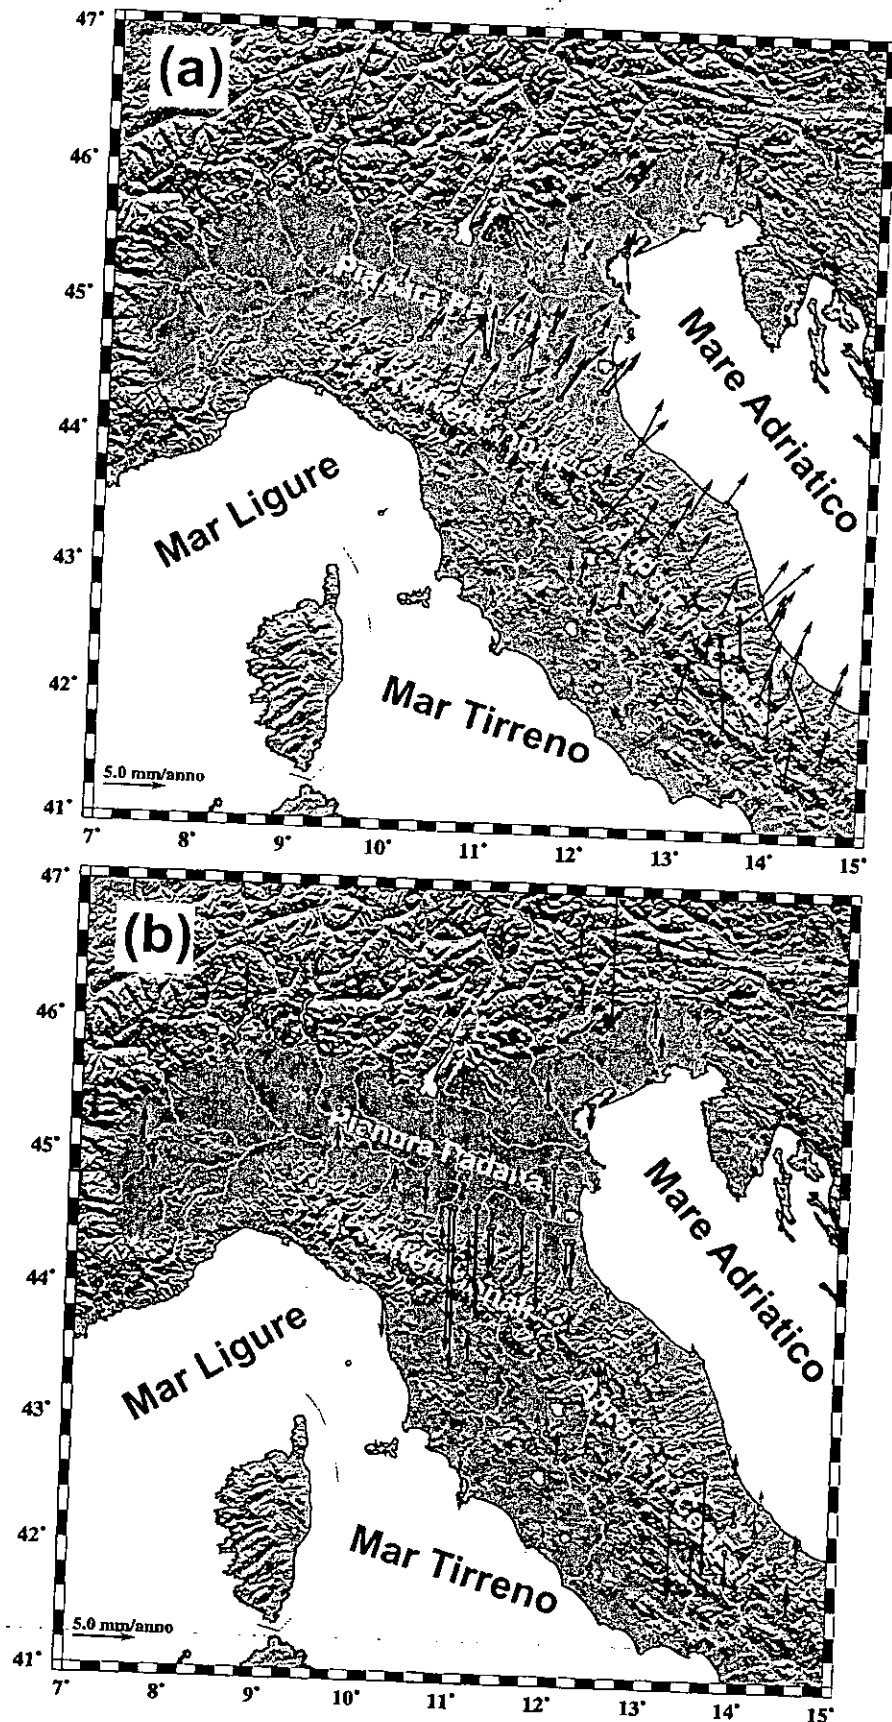 (a)
47°
46°
45°
44°
43°
42°
41°
Mare Adriatico
Mar Ligure
Mar Tirreno
5.0 mm/anno
7° 8° 9° 10° 11° 12° 13° 14° 15°
(b)
47°
46°
45°
44°
43°
42°
41°
Pianura Padana
Mare Adriatico
Mar Ligure
Mar Tirreno
5.0 mm/anno
7° 8° 9° 10° 11° 12° 13° 14° 15°